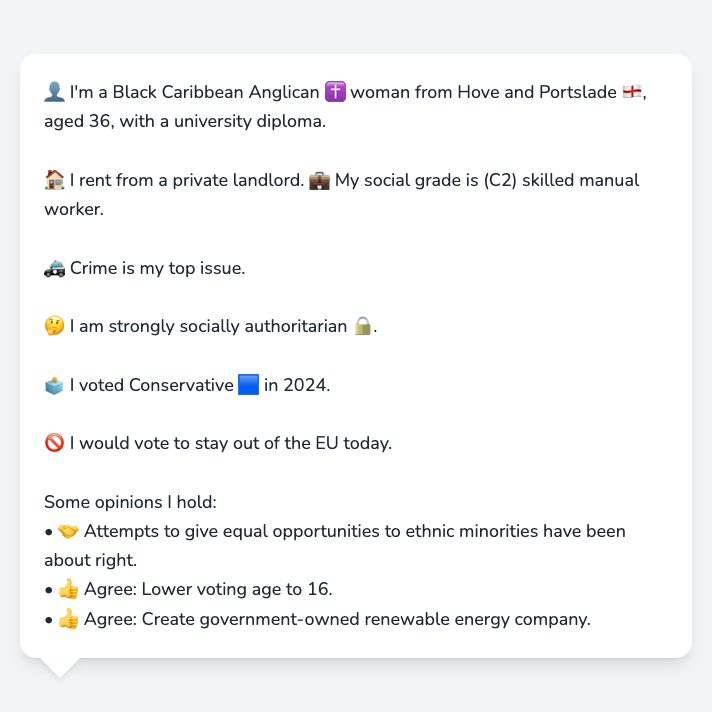 👤 I'm a Black Caribbean Anglican ✝️ woman from Hove and Portslade 🏴󠁧󠁢󠁥󠁮󠁧󠁿,
aged 36, with a university diploma.
🏠 I rent from a private landlord. 💼 My social grade is (C2) skilled manual
worker.
🚓 Crime is my top issue.
🤔 I am strongly socially authoritarian 🔒.
🗳️ I voted Conservative 🟦 in 2024.
🚫 I would vote to stay out of the EU today.
Some opinions I hold:
• 🤝 Attempts to give equal opportunities to ethnic minorities have been
about right.
• 👍 Agree: Lower voting age to 16.
• 👍 Agree: Create government-owned renewable energy company.